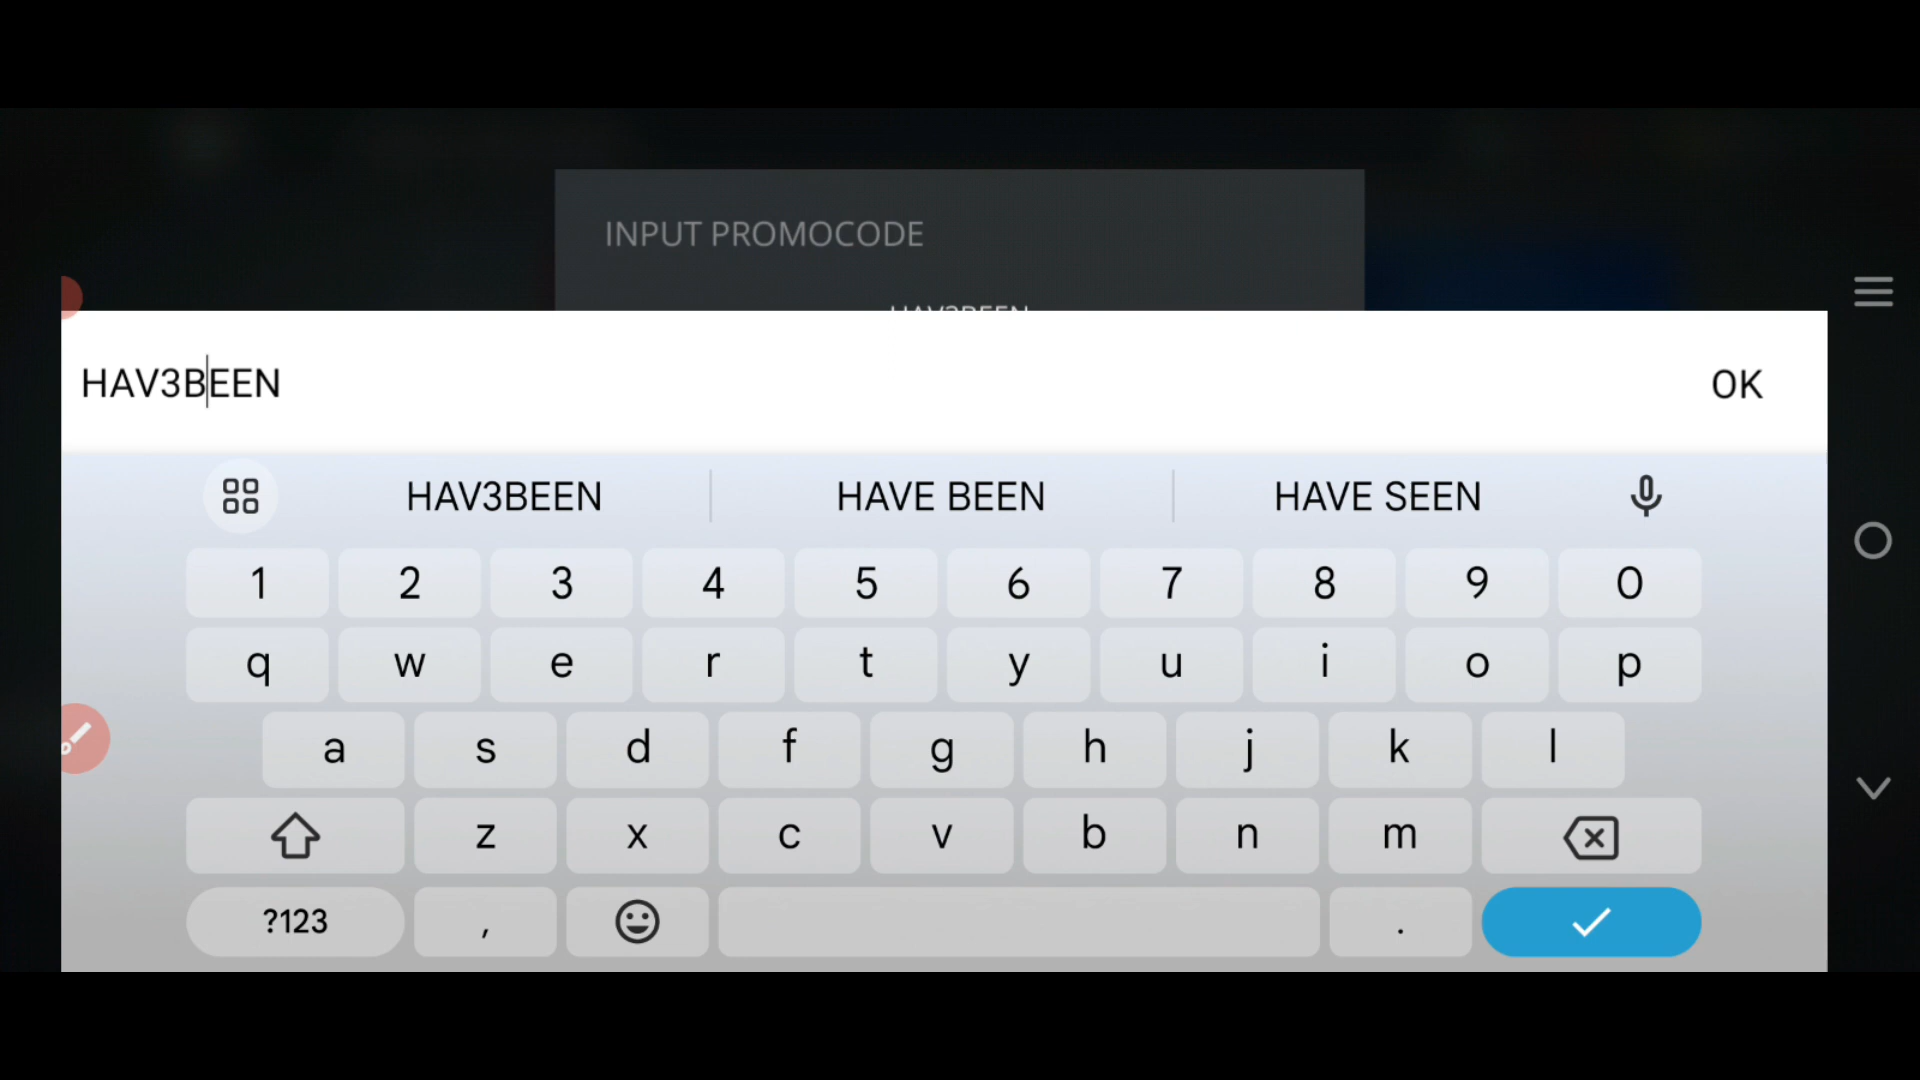 INPUT PROMOCODE
HAV3BEEN
HAV3BEEN
OK
HAV3BEEN
HAVE BEEN
HAVE SEEN
1 2 3 4 5 6 7 8 9 0
q w e r t y u i o p
a s d f g h j k l
z x c v b n m
?123 , .